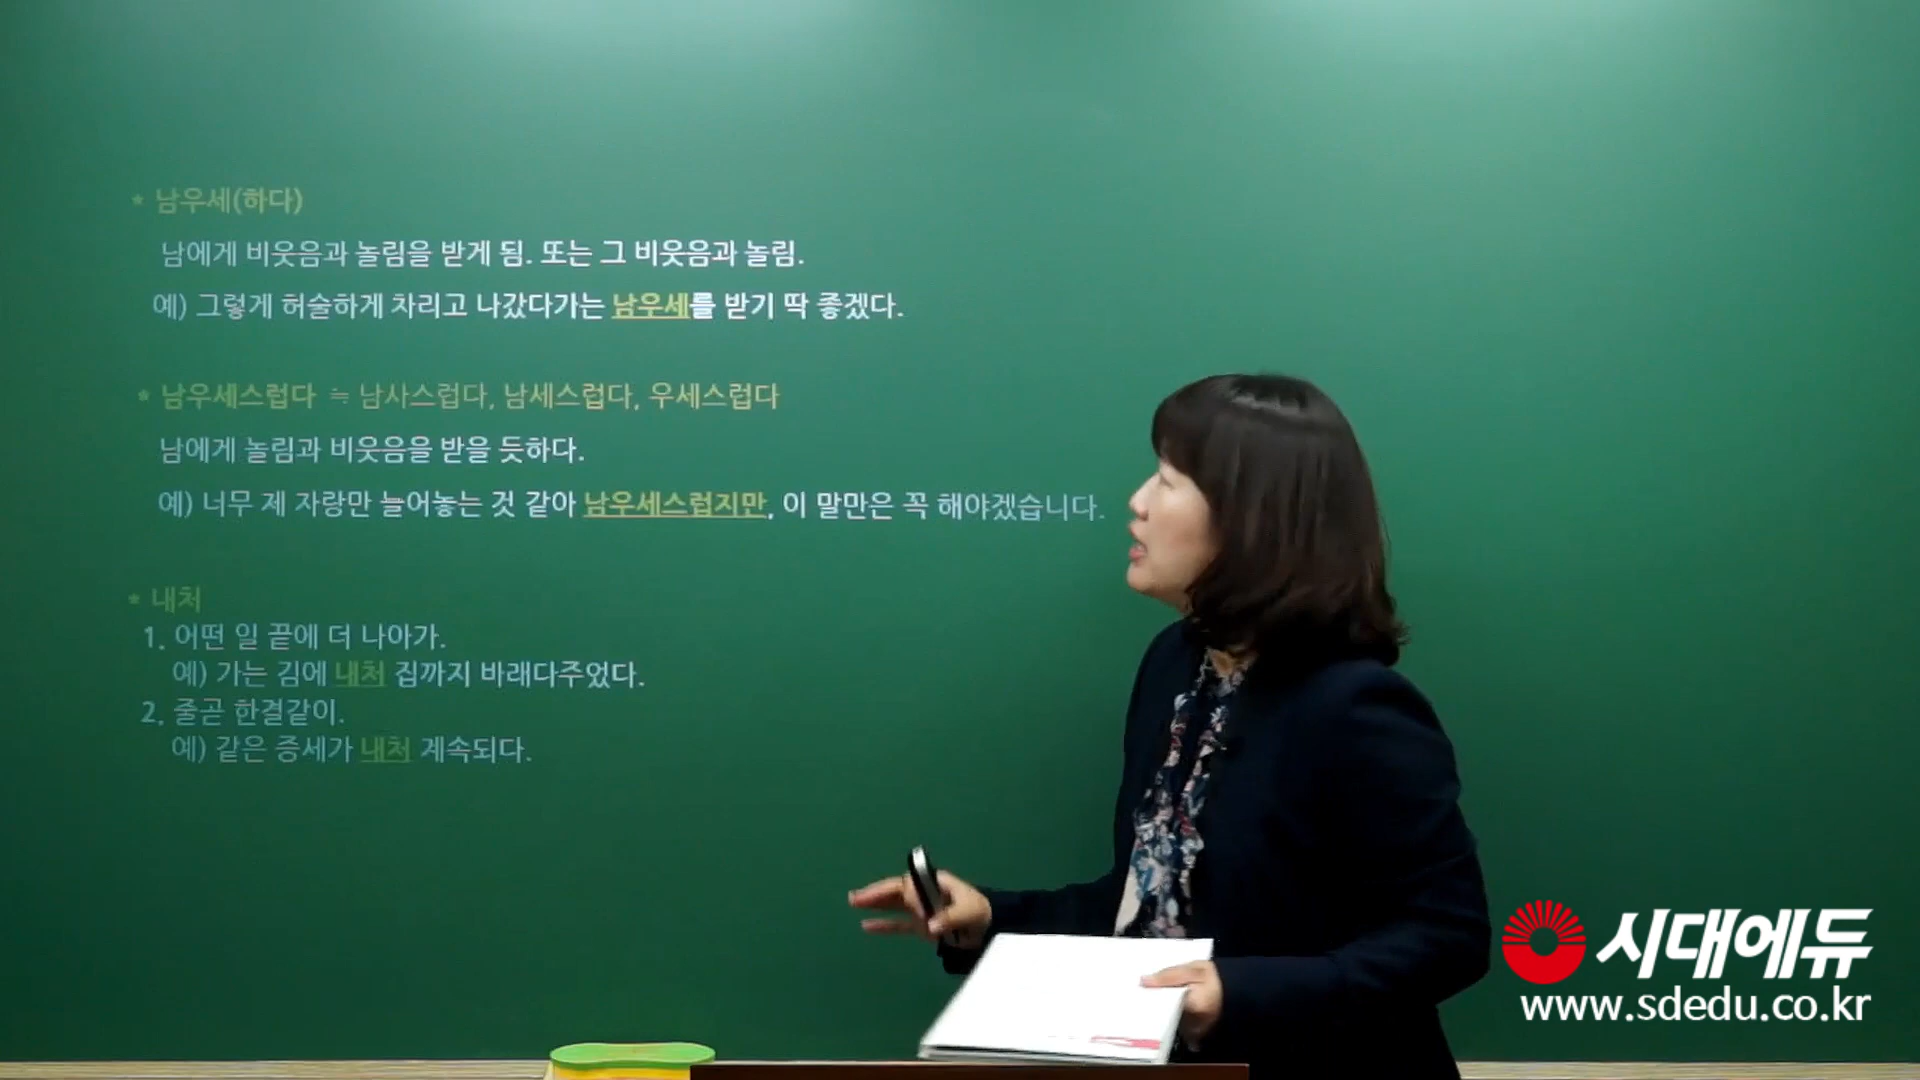 * 남우세(하다)
남에게 비웃음과 놀림을 받게 됨. 또는 그 비웃음과 놀림.
예) 그렇게 허술하게 차리고 나갔다가는 남우세를 받기 딱 좋겠다.
* 남우세스럽다 ≒ 남사스럽다, 남세스럽다, 우세스럽다
남에게 놀림과 비웃음을 받을 듯하다.
예) 너무 제 자랑만 늘어놓는 것 같아 남우세스럽지만, 이 말만은 꼭 해야겠습니다.
* 내처
1. 어떤 일 끝에 더 나아가.
예) 가는 김에 내처 집까지 바래다주었다.
2. 줄곧 한결같이.
예) 같은 증세가 내처 계속되다.
시대에듀
www.sdedu.co.kr